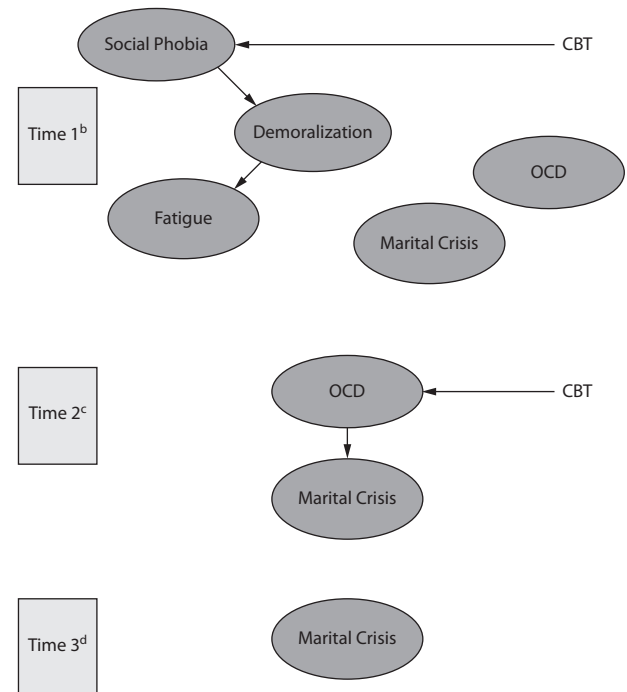 Social Phobia
CBT
Time 1ᵇ
Demoralization
OCD
Fatigue
Marital Crisis
Time 2ᶜ
OCD
CBT
Marital Crisis
Time 3ᵈ
Marital Crisis